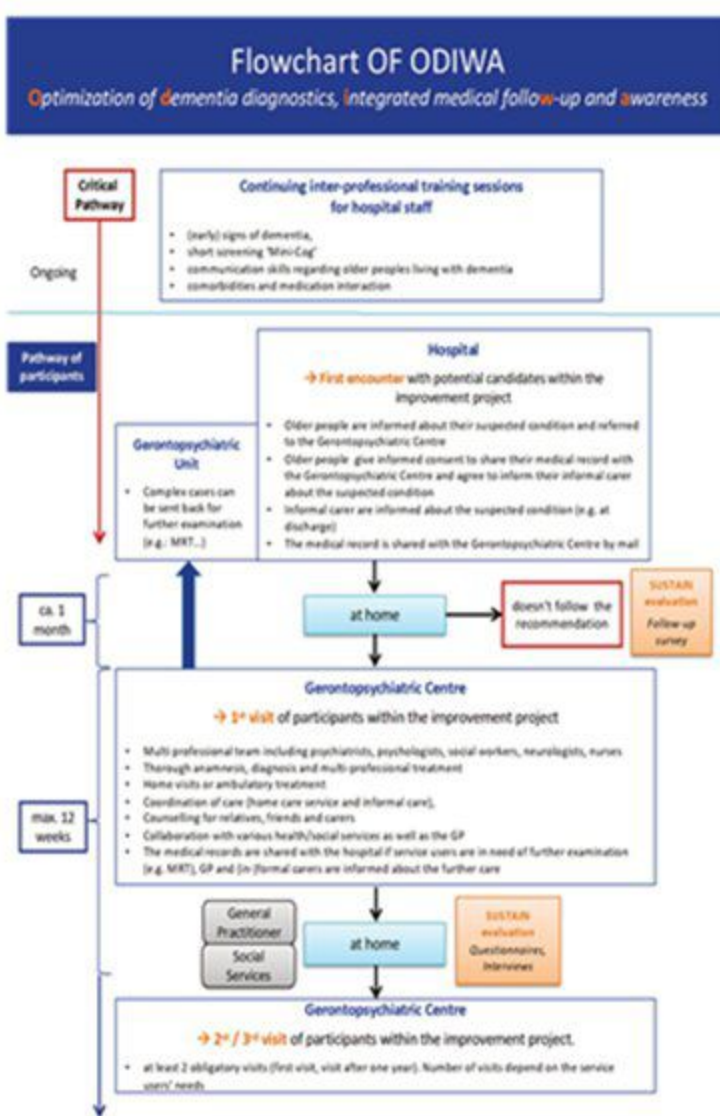 Flowchart OF ODIWA
Optimization of dementia diagnostics, integrated medical follow-up and awareness
Critical
Pathway
Continuing inter-professional training sessions
for hospital staff
• (early) signs of dementia,
• short screening 'Mini-Cog'
• communication skills regarding older peoples living with dementia
• comorbidities and medication interaction
Ongoing
Pathway of
participants
Hospital
→ First encounter with potential candidates within the
improvement project
• Older people are informed about their suspected condition and referred
to the Gerontopsychiatric Centre
• Older people give informed consent to share their medical record with
the Gerontopsychiatric Centre and agree to inform their informal carer
about the suspected condition
• Informal carer are informed about the suspected condition (e.g. at
discharge)
• The medical record is shared with the Gerontopsychiatric Centre by mail
Gerontopsychiatric
Unit
• Complex cases can
be sent back for
further examination
(e.g.: MRT...)
ca. 1
month
at home
doesn't follow the
recommendation
SUSTAIN
evaluation
Follow-up
survey
Gerontopsychiatric Centre
→ 1st visit of participants within the improvement project
• Multi professional team including psychiatrists, psychologists, social workers, neurologists, nurses
• Thorough anamnesis, diagnosis and multi-professional treatment
• Home visits or ambulatory treatment
• Coordination of care (home care service and informal care),
• Counselling for relatives, friends and carers
• Collaboration with various health/social services as well as the GP
• The medical records are shared with the hospital if service users are in need of further examination
(e.g. MRT), GP and (in-)formal carers are informed about the further care
max. 12
weeks
General
Practitioner
Social
Services
at home
SUSTAIN
evaluation
Questionnaires,
Interviews
Gerontopsychiatric Centre
→ 2st / 3rd visit of participants within the improvement project.
• at least 2 obligatory visits (first visit, visit after one year). Number of visits depend on the service
users' needs